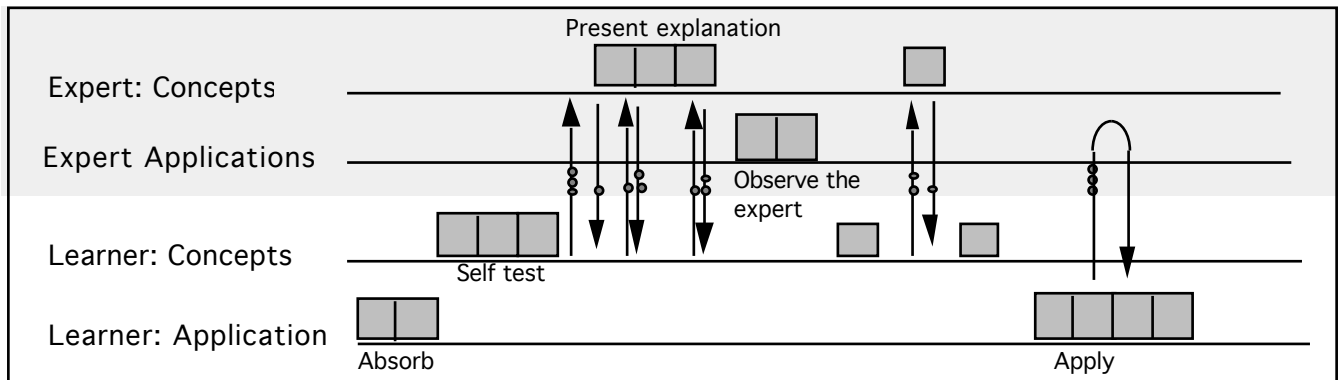 Present explanation
Expert: Concepts
Expert Applications
Observe the
expert
Learner: Concepts
Self test
Learner: Application
Absorb
Apply